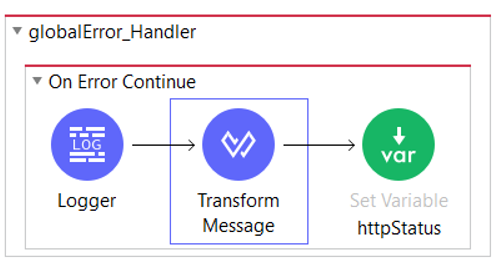 globalError_Handler
On Error Continue
LOG
var
Logger
Transform
Message
Set Variable
httpStatus